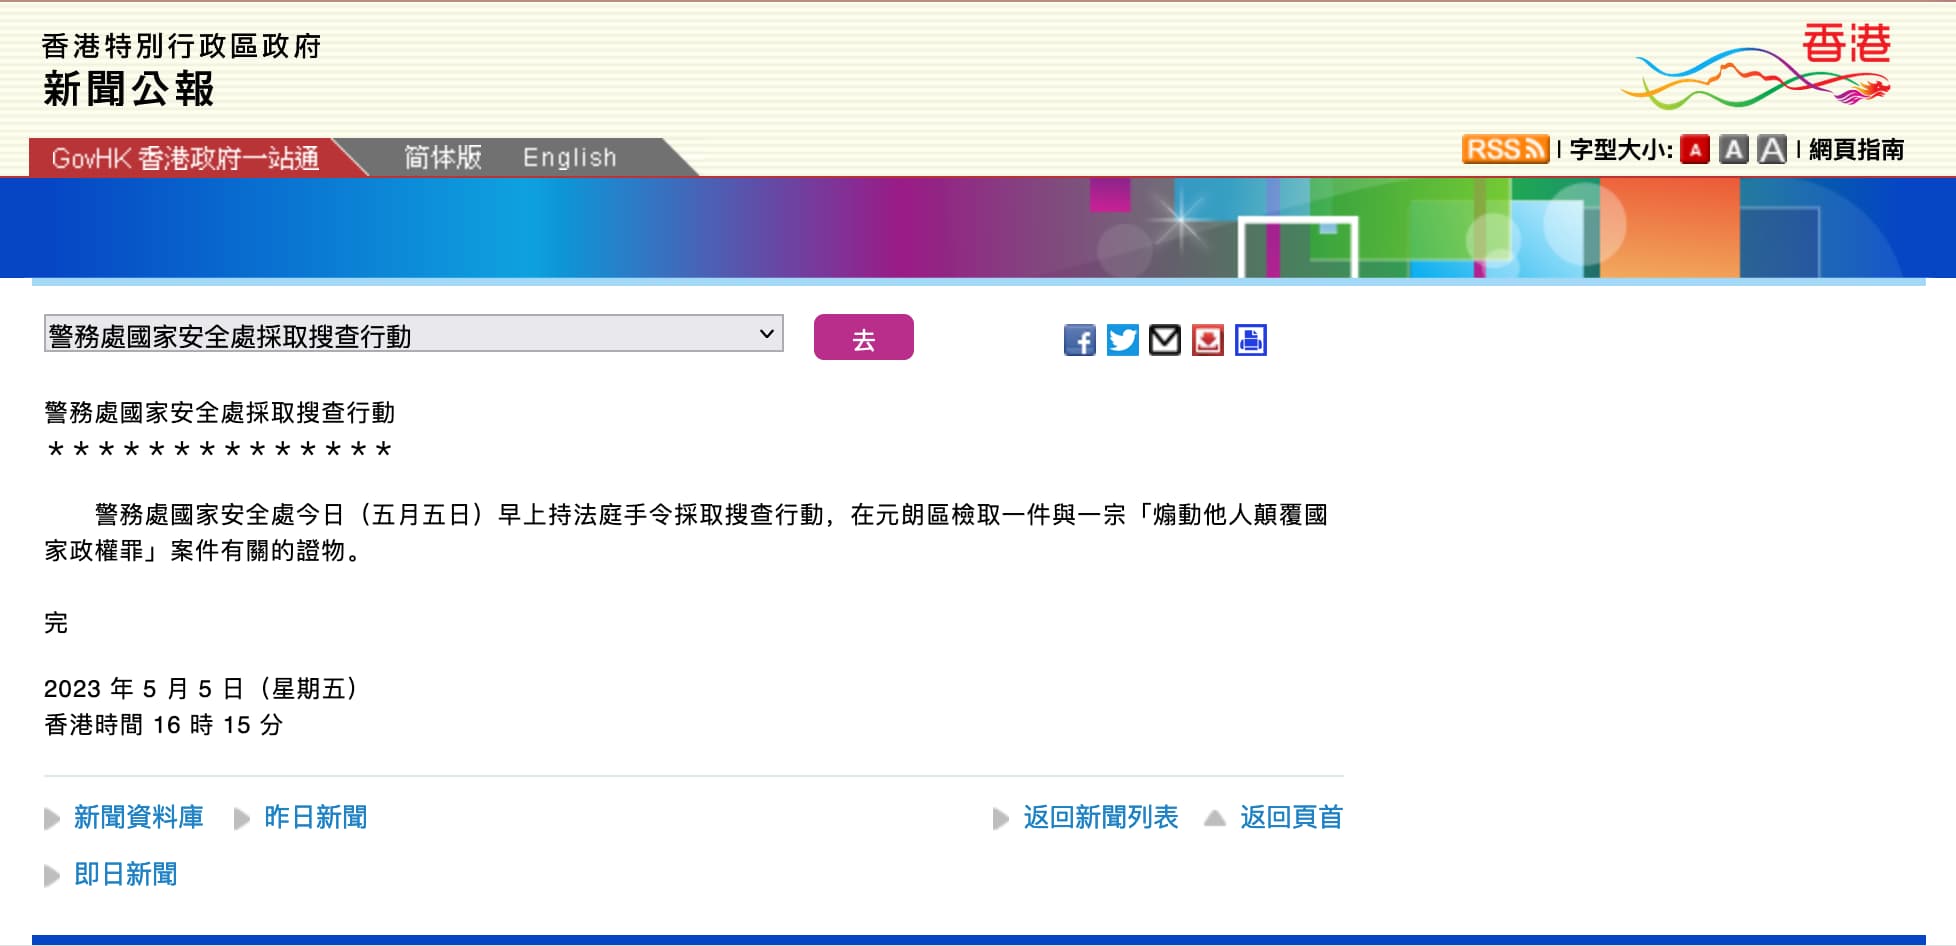 香港特別行政區政府
新聞公報
香港
GovHK 香港政府一站通 简体版 English
RSS | 字型大小: A A A | 網頁指南
警務處國家安全處採取搜查行動 去
警務處國家安全處採取搜查行動
＊＊＊＊＊＊＊＊＊＊＊＊＊＊
警務處國家安全處今日（五月五日）早上持法庭手令採取搜查行動，在元朗區檢取一件與一宗「煽動他人顛覆國
家政權罪」案件有關的證物。
完
2023 年 5 月 5 日（星期五）
香港時間 16 時 15 分
新聞資料庫 昨日新聞 返回新聞列表 返回頁首
即日新聞